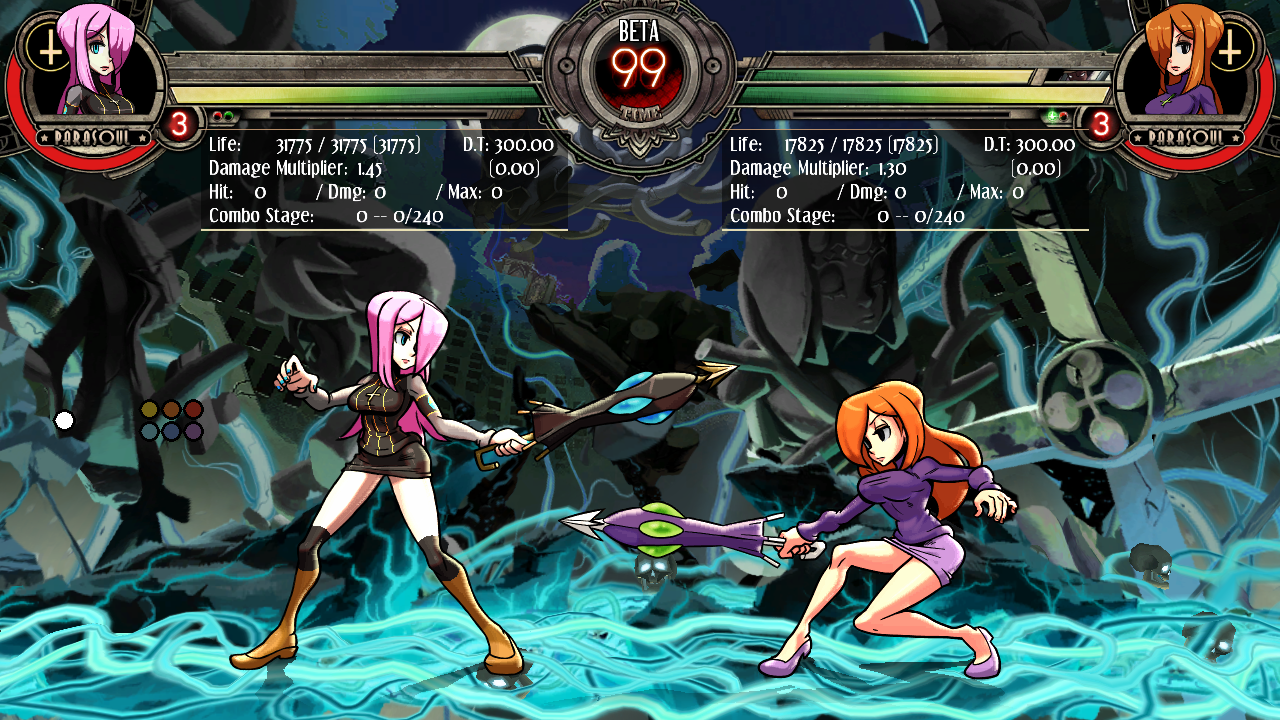 BETA
99
TIME
3
PARASOUL
3
PARASOUL
Life: 31775 / 31775 (31775) D.T: 300.00
Damage Multiplier: 1.45 (0.00)
Hit: 0 / Dmg: 0 / Max: 0
Combo Stage: 0 -- 0/240
Life: 17825 / 17825 (17825) D.T: 300.00
Damage Multiplier: 1.30 (0.00)
Hit: 0 / Dmg: 0 / Max: 0
Combo Stage: 0 -- 0/240